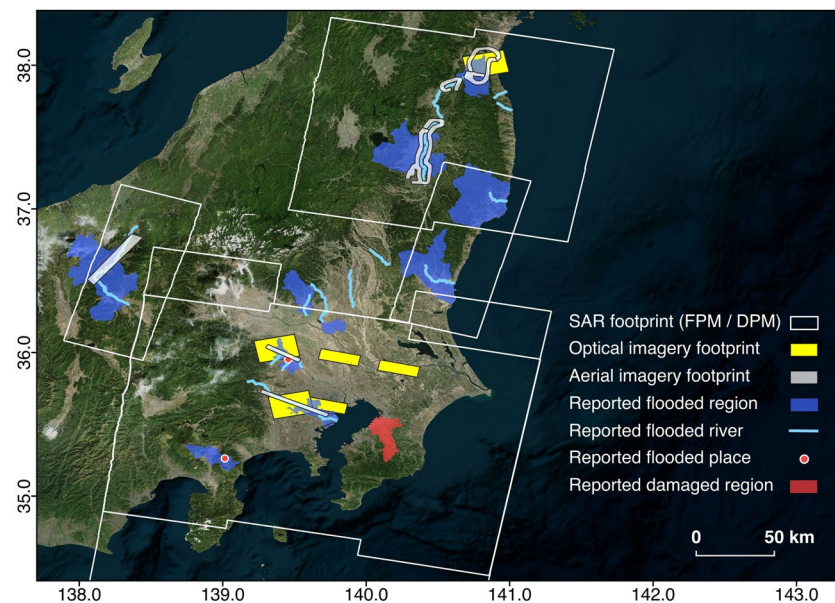 38.0
37.0
36.0
35.0
SAR footprint (FPM / DPM)
Optical imagery footprint
Aerial imagery footprint
Reported flooded region
Reported flooded river
Reported flooded place
Reported damaged region
0 50 km
138.0 139.0 140.0 141.0 142.0 143.0